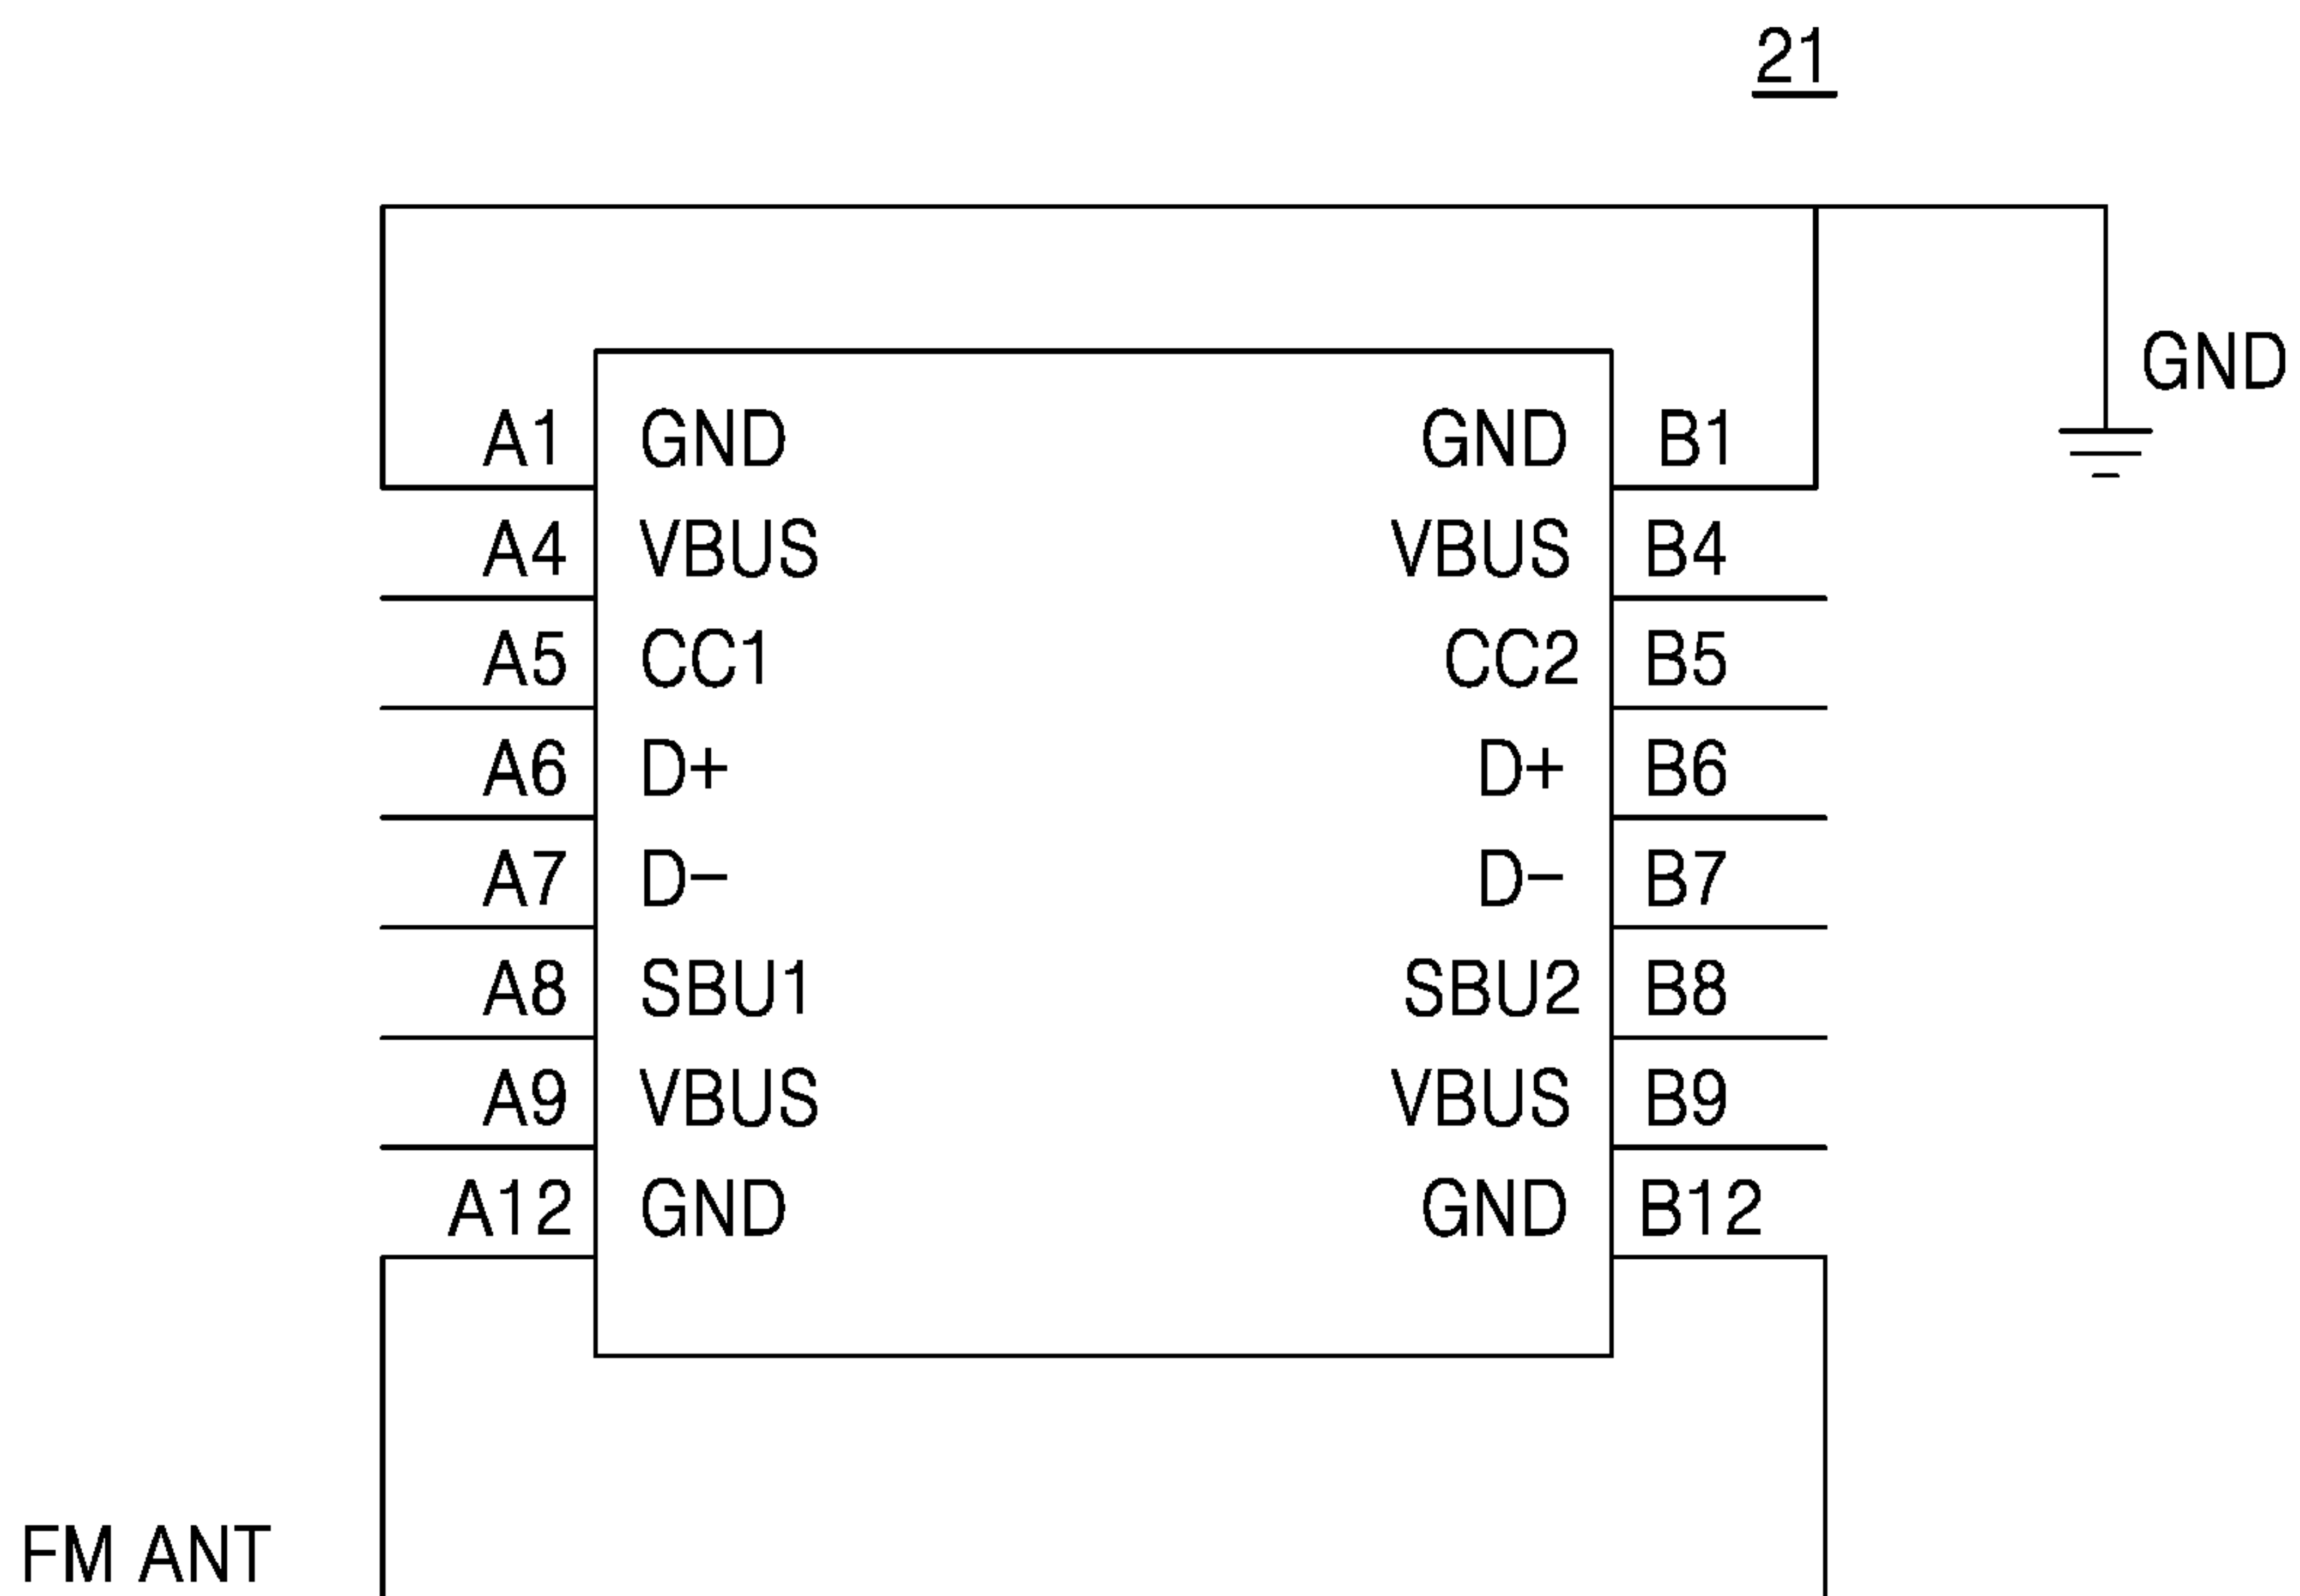 21
GND
A1 GND GND B1
A4 VBUS VBUS B4
A5 CC1 CC2 B5
A6 D+ D+ B6
A7 D- D- B7
A8 SBU1 SBU2 B8
A9 VBUS VBUS B9
A12 GND GND B12
FM ANT